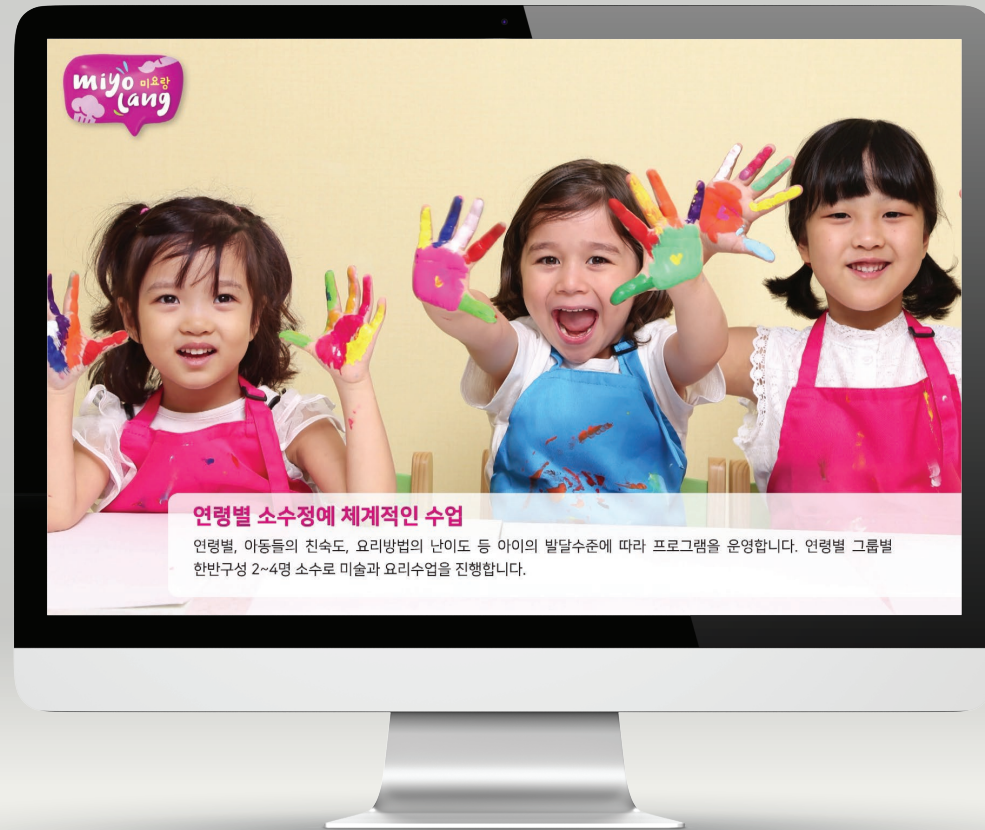 miyo 미요랑
lang
연령별 소수정예 체계적인 수업
연령별, 아동들의 친숙도, 요리방법의 난이도 등 아이의 발달수준에 따라 프로그램을 운영합니다. 연령별 그룹별
한반구성 2~4명 소수로 미술과 요리수업을 진행합니다.